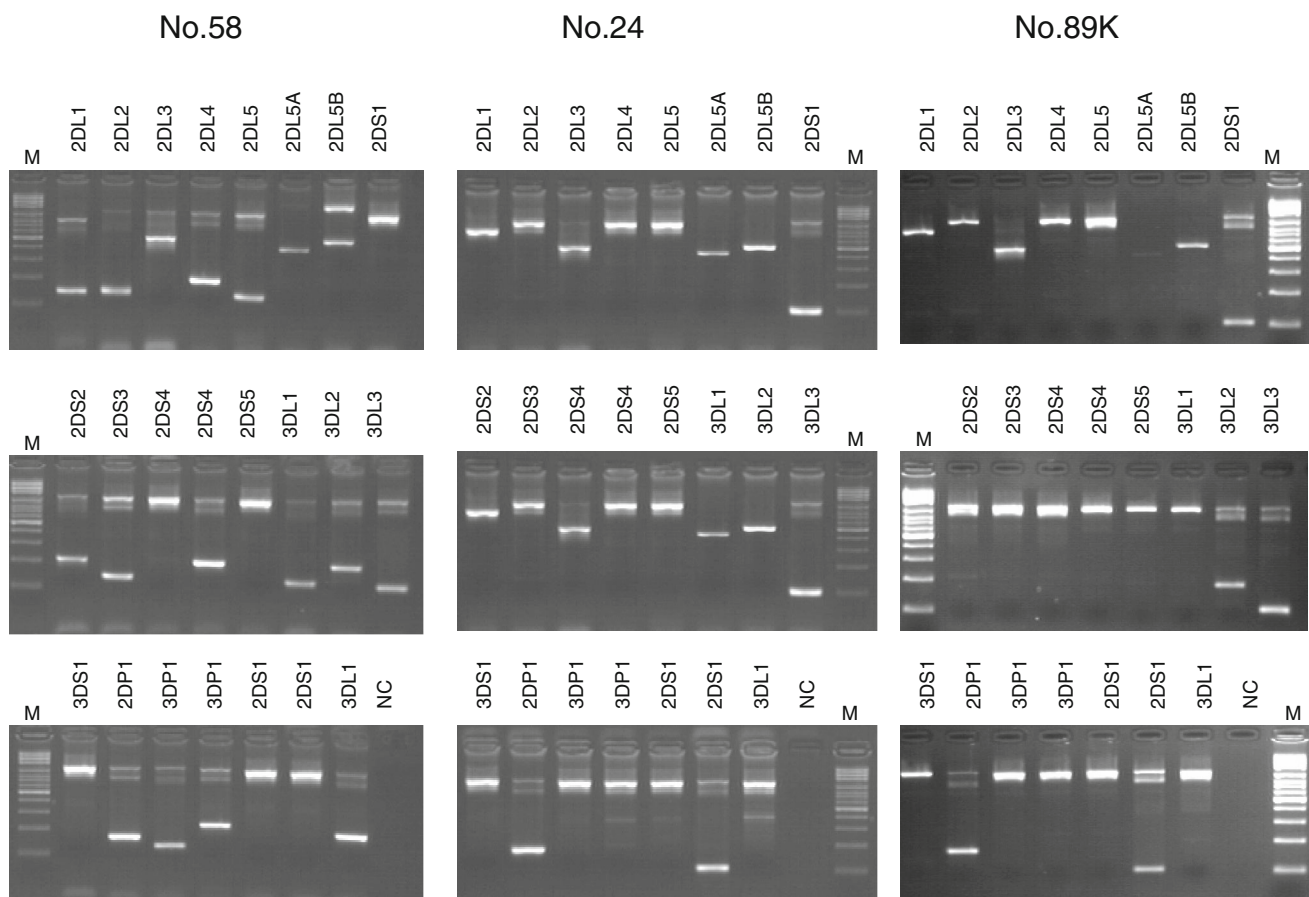 No.58 No.24 No.89K
2DL1 2DL2 2DL3 2DL4 2DL5 2DL5A 2DL5B 2DS1
M
2DL1 2DL2 2DL3 2DL4 2DL5 2DL5A 2DL5B 2DS1
M
2DL1 2DL2 2DL3 2DL4 2DL5 2DL5A 2DL5B 2DS1
M
2DS2 2DS3 2DS4 2DS4 2DS5 3DL1 3DL2 3DL3
M
2DS2 2DS3 2DS4 2DS4 2DS5 3DL1 3DL2 3DL3
M
2DS2 2DS3 2DS4 2DS4 2DS5 3DL1 3DL2 3DL3
M
3DS1 2DP1 3DP1 3DP1 2DS1 2DS1 3DL1 NC
M
3DS1 2DP1 3DP1 3DP1 2DS1 2DS1 3DL1 NC
M
3DS1 2DP1 3DP1 3DP1 2DS1 2DS1 3DL1 NC
M